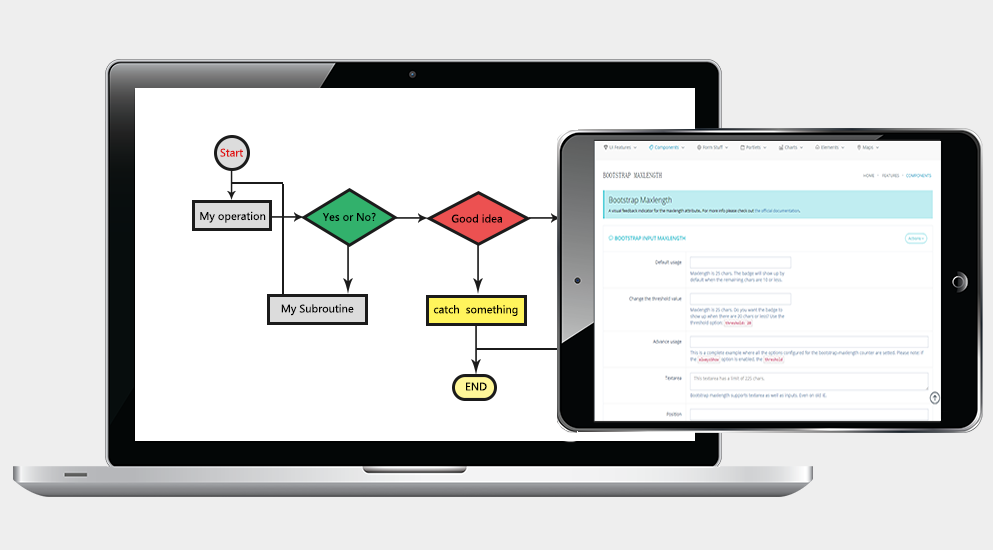 Start
My operation
Yes or No?
Good idea
My Subroutine
catch  something
END
UI Features
Components
Form Stuff
Portlets
Charts
Elements
Maps
BOOTSTRAP MAXLENGTH
HOME
FEATURES
COMPONENTS
Bootstrap Maxlength
A visual feedback indicator for the maxlength attribute. For more info please check out the official documentation.
BOOTSTRAP INPUT MAXLENGTH
Actions
Default usage
Maxlength is 25 chars. The badge will show up by
default when the remaining chars are 10 or less.
Change the threshold value
Maxlength is 25 chars. Do you want the badge to
show up when there are 20 chars or less? Use the
threshold option: threshold: 20
Advance usage
This is a complete example where all the options configured for the bootstrap-maxlength counter are setted. Please note: if
the alwaysShow option is enabled, the threshold
Textarea
This textarea has a limit of 225 chars.
Bootstrap maxlength supports textarea as well as inputs. Even on old IE.
Position